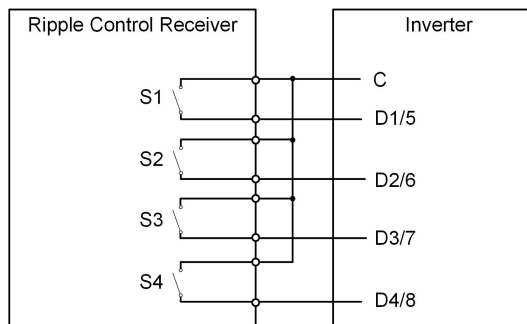 Ripple Control Receiver
Inverter
S1
C
D1/5
S2
D2/6
S3
D3/7
S4
D4/8